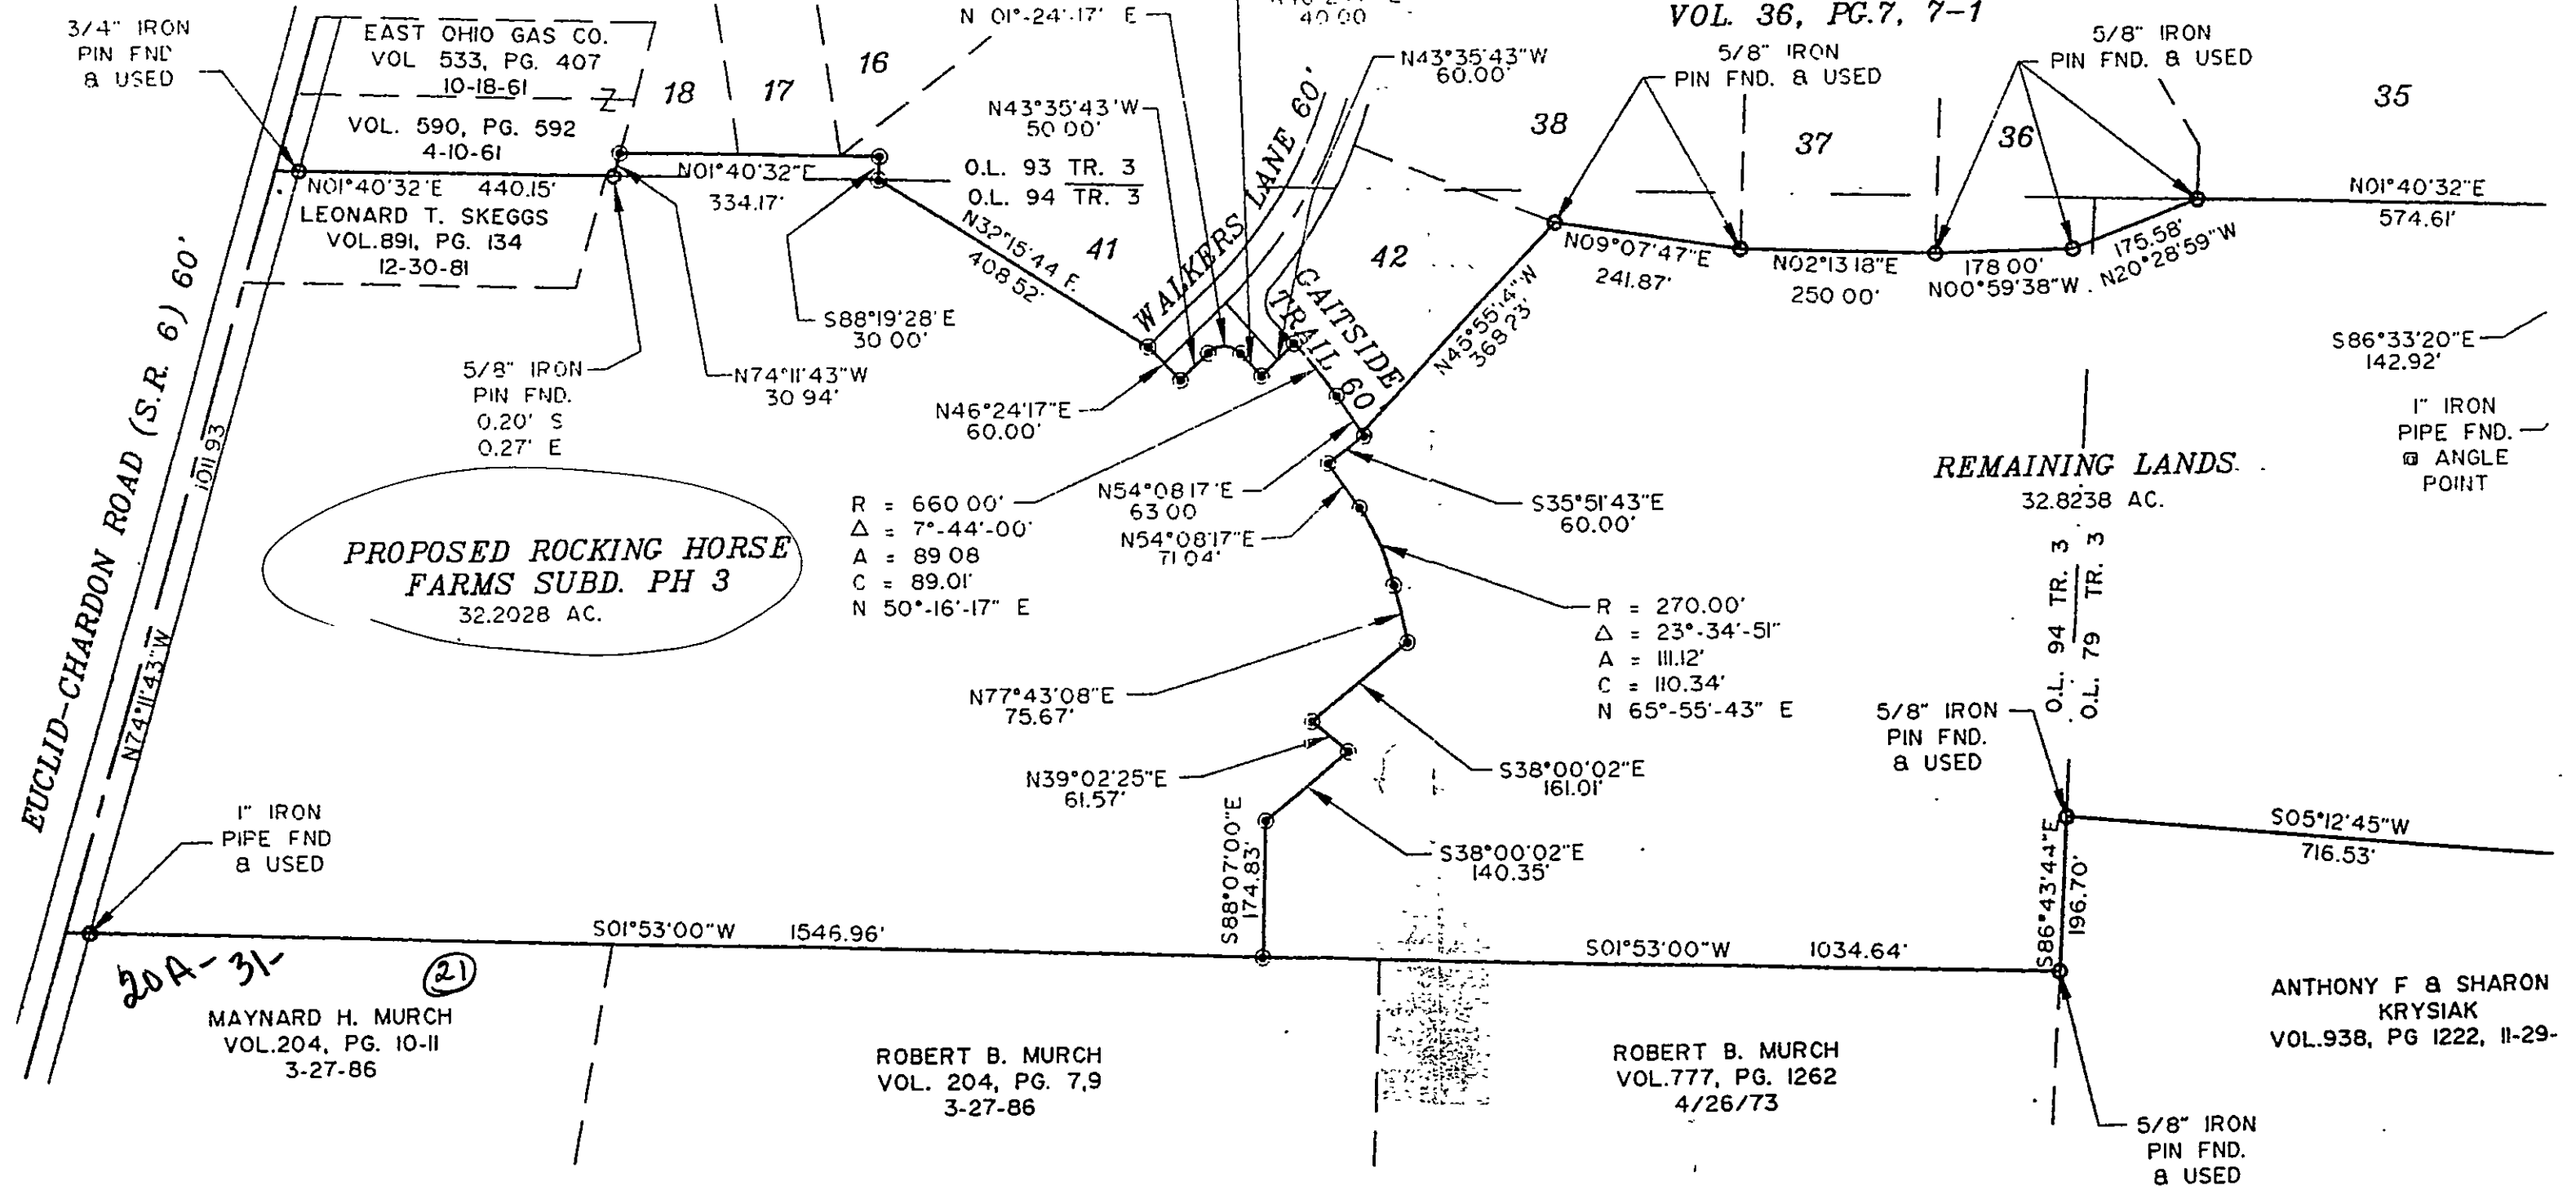 3/4" IRON
PIN FND
& USED
EAST OHIO GAS CO.
VOL 533, PG. 407
10-18-61
Z
VOL. 590, PG. 592
4-10-61
18
17
16
N 01°-24'-17" E
40 00
N43°35'43"W
60.00'
N43°35'43'W
50 00'
VOL. 36, PG.7, 7-1
5/8" IRON
PIN FND. & USED
5/8" IRON
PIN FND. & USED
35
38
37
36
N01°40'32'E 440.15'
LEONARD T. SKEGGS
VOL.891, PG. 134
12-30-81
N01°40'32"E
334.17'
O.L. 93 TR. 3
O.L. 94 TR. 3
N32°15'44 E.
408 52'
41
WALKERS LANE 60'
42
GAITSIDE
TRAIL 60
N45°55'14"W
368 23'
N09°07'47"E
241.87'
N02°13 18"E
250 00'
178 00'
N00°59'38"W
175.58'
N20°28'59"W
N01°40'32"E
574.61'
S88°19'28'E
30 00'
S86°33'20"E
142.92'
5/8" IRON
PIN FND.
0.20' S
0.27' E
N74°11'43"W
30 94'
N46°24'17"E
60.00'
1" IRON
PIPE FND.
@ ANGLE
POINT
EUCLID-CHARDON ROAD (S.R. 6) 60'
1011 93
N74°11'43"W
REMAINING LANDS
32.8238 AC.
PROPOSED ROCKING HORSE
FARMS SUBD. PH 3
32.2028 AC.
R = 660 00'
Δ = 7°-44'-00'
A = 89 08
C = 89.01'
N 50°-16'-17" E
N54°08 17'E
63 00
N54°08'17"E
71 04'
S35°51'43"E
60.00'
R = 270.00'
Δ = 23°-34'-51"
A = 111.12'
C = 110.34'
N 65°-55'-43" E
O.L. 94 TR. 3
O.L. 79 TR. 3
N77°43'08"E
75.67'
5/8" IRON
PIN FND.
& USED
N39°02'25"E
61.57'
S38°00'02"E
161.01'
1" IRON
PIPE FND
& USED
S88°07'00"E
174.83'
S38°00'02"E
140.35'
S05°12'45"W
716.53'
S86°43'44"E
196.70'
S01°53'00"W 1546.96'
S01°53'00"W 1034.64'
20A-31-
21
MAYNARD H. MURCH
VOL.204, PG. 10-11
3-27-86
ROBERT B. MURCH
VOL. 204, PG. 7,9
3-27-86
ROBERT B. MURCH
VOL.777, PG. 1262
4/26/73
ANTHONY F & SHARON
KRYSIAK
VOL.938, PG 1222, 11-29-
5/8" IRON
PIN FND.
& USED